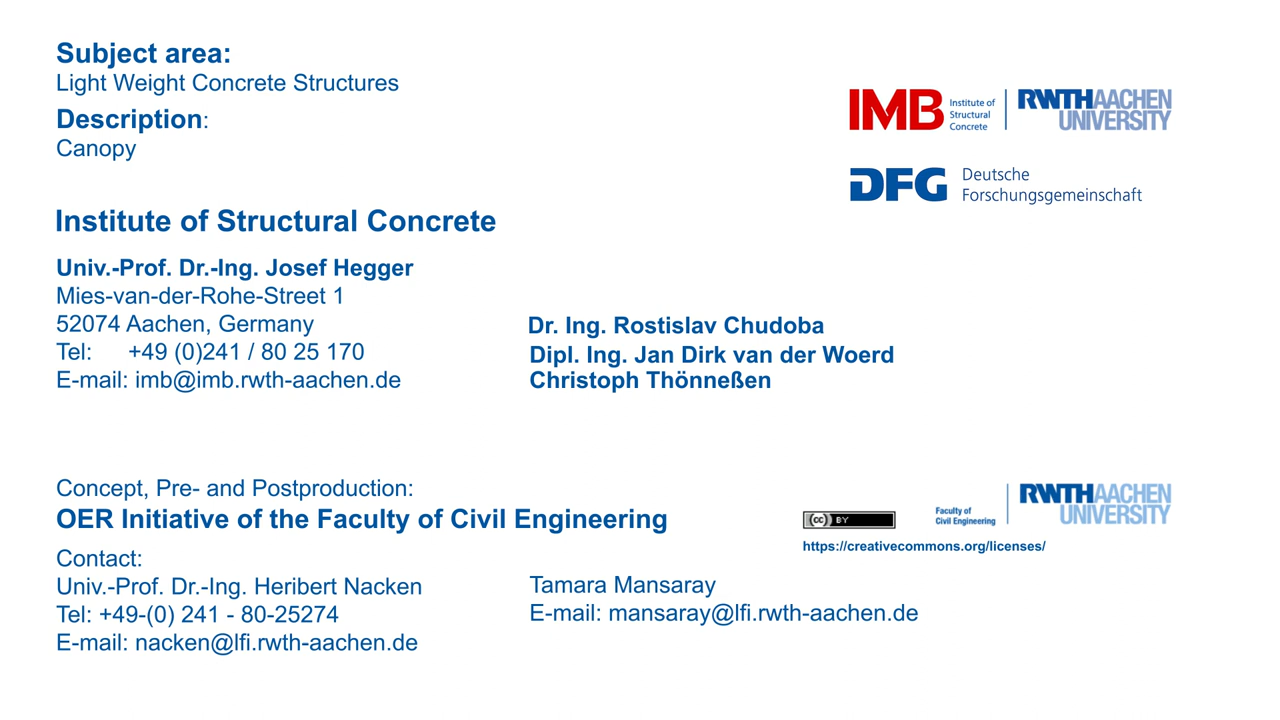 Subject area:
Light Weight Concrete Structures
Description:
Canopy
IMB Institute of Structural Concrete
RWTHAACHEN
UNIVERSITY
DFG Deutsche
Forschungsgemeinschaft
Institute of Structural Concrete
Univ.-Prof. Dr.-Ing. Josef Hegger
Mies-van-der-Rohe-Street 1
52074 Aachen, Germany
Tel: +49 (0)241 / 80 25 170
E-mail: imb@imb.rwth-aachen.de
Dr. Ing. Rostislav Chudoba
Dipl. Ing. Jan Dirk van der Woerd
Christoph Thönneßen
Concept, Pre- and Postproduction:
OER Initiative of the Faculty of Civil Engineering
Contact:
Univ.-Prof. Dr.-Ing. Heribert Nacken
Tel: +49-(0) 241 - 80-25274
E-mail: nacken@lfi.rwth-aachen.de
Tamara Mansaray
E-mail: mansaray@lfi.rwth-aachen.de
(cc) BY
https://creativecommons.org/licenses/
Faculty of
Civil Engineering
RWTHAACHEN
UNIVERSITY